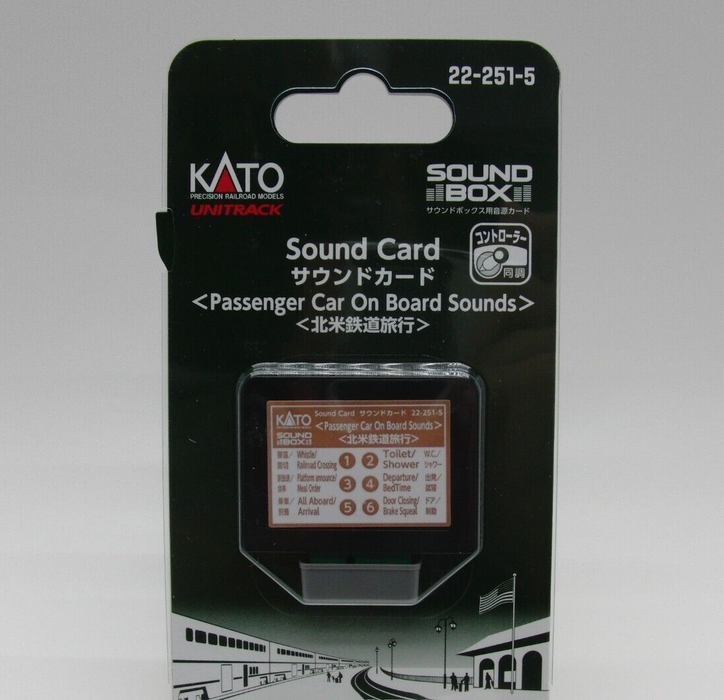 22-251-5
KATO
PRECISION RAILROAD MODELS
UNITRACK
SOUND
BOX
サウンドボックス用音源カード
コントローラー
同調
Sound Card
サウンドカード
<Passenger Car On Board Sounds>
<北米鉄道旅行>
KATO Sound Card サウンドカード 22-251-5
SOUND BOX
<Passenger Car On Board Sounds>
<北米鉄道旅行>
Whistle/
Railroad Crossing
1 2
Toilet/ W.C./
Shower シャワー
Platform announce/
Meal Order
3 4
Departure/ 出発/
BedTime
All Aboard/
Arrival
5 6
Door Closing/ ドア/
Brake Squeal 制動